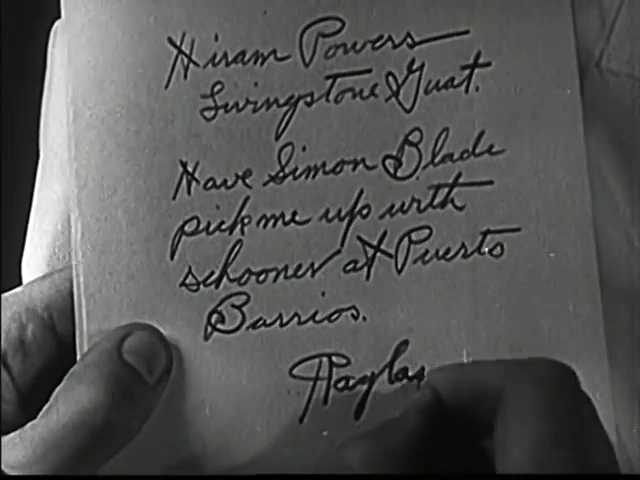 Hiram Powers
Livingstone Guat.
Have Simon Blade
pick me up with
schooner at Puerto
Barrios.